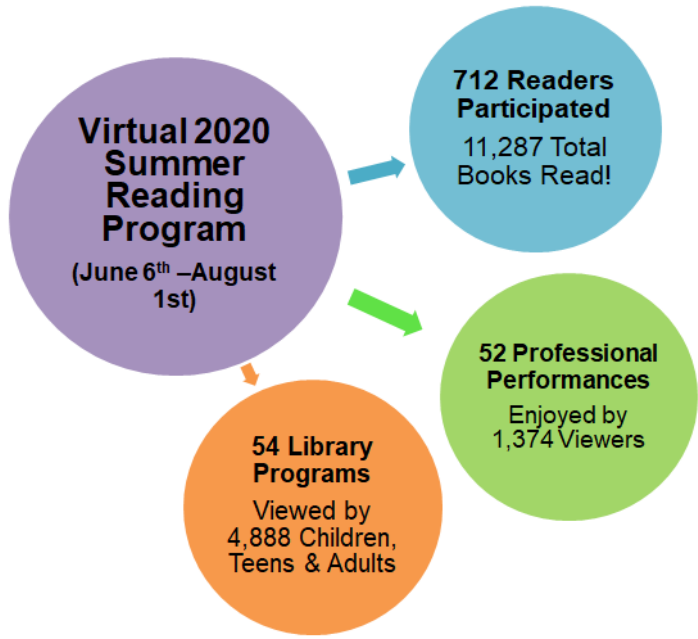 Virtual 2020
Summer
Reading
Program
(June 6th –August
1st)
712 Readers
Participated
11,287 Total
Books Read!
52 Professional
Performances
Enjoyed by
1,374 Viewers
54 Library
Programs
Viewed by
4,888 Children,
Teens & Adults